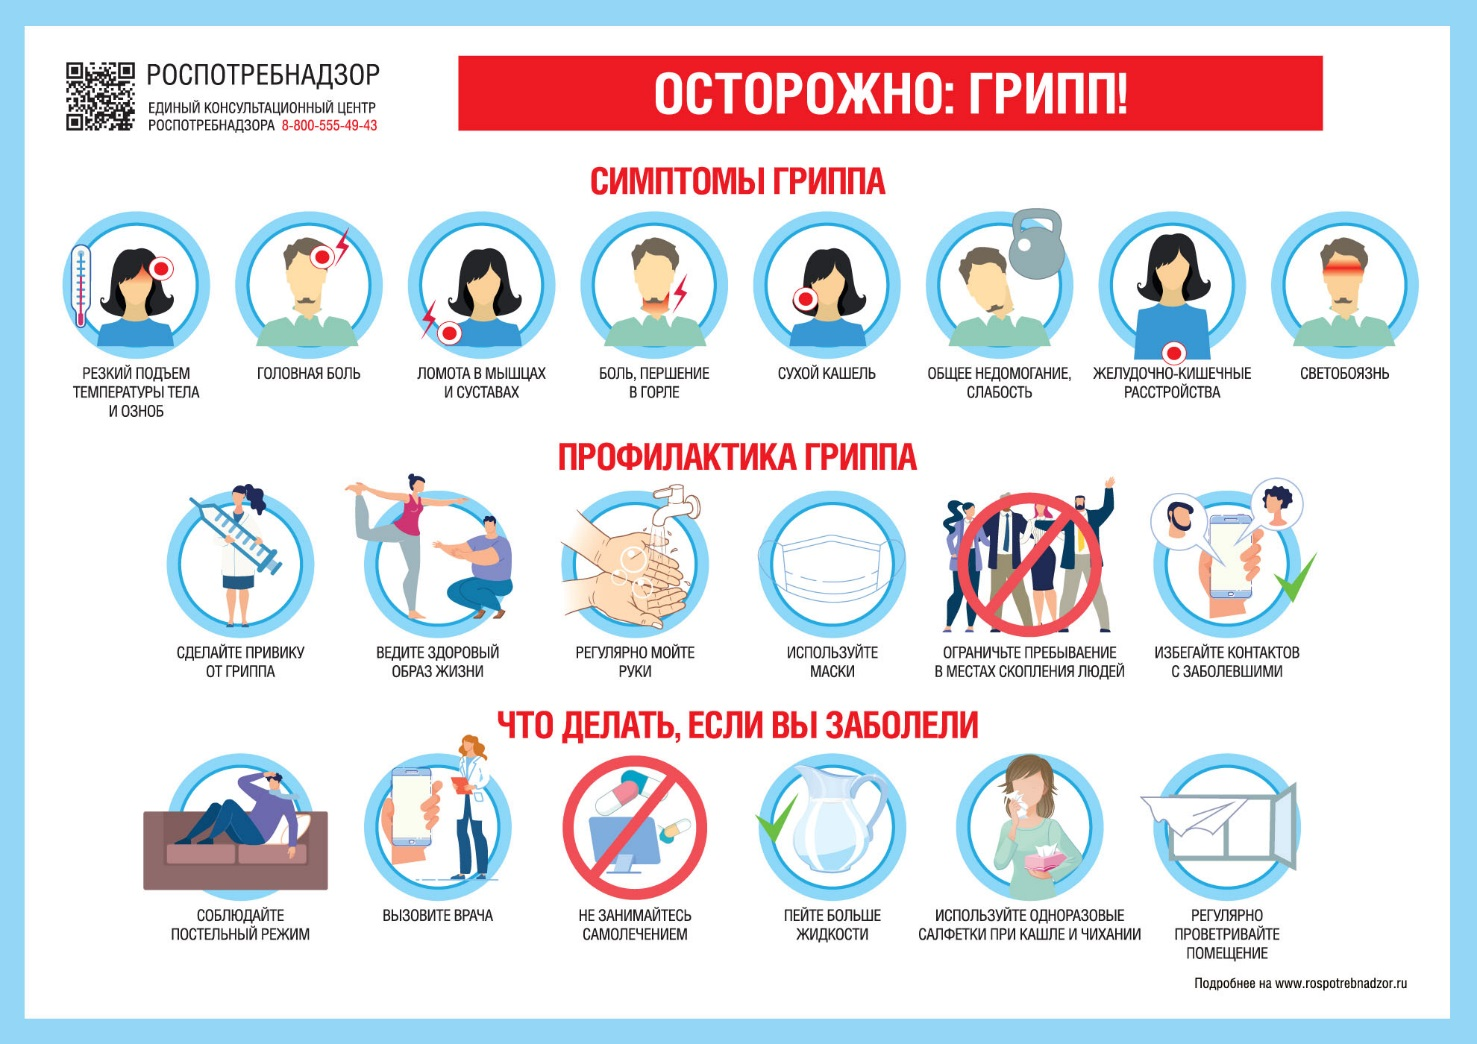 РОСПОТРЕБНАДЗОР
ЕДИНЫЙ КОНСУЛЬТАЦИОННЫЙ ЦЕНТР
РОСПОТРЕБНАДЗОРА 8-800-555-49-43
ОСТОРОЖНО: ГРИПП!
СИМПТОМЫ ГРИППА
РЕЗКИЙ ПОДЪЕМ
ТЕМПЕРАТУРЫ ТЕЛА
И ОЗНОБ
ГОЛОВНАЯ БОЛЬ
ЛОМОТА В МЫШЦАХ
И СУСТАВАХ
БОЛЬ, ПЕРШЕНИЕ
В ГОРЛЕ
СУХОЙ КАШЕЛЬ
ОБЩЕЕ НЕДОМОГАНИЕ,
СЛАБОСТЬ
ЖЕЛУДОЧНО-КИШЕЧНЫЕ
РАССТРОЙСТВА
СВЕТОБОЯЗНЬ
ПРОФИЛАКТИКА ГРИППА
СДЕЛАЙТЕ ПРИВИКУ
ОТ ГРИППА
ВЕДИТЕ ЗДОРОВЫЙ
ОБРАЗ ЖИЗНИ
РЕГУЛЯРНО МОЙТЕ
РУКИ
ИСПОЛЬЗУЙТЕ
МАСКИ
ОГРАНИЧЬТЕ ПРЕБЫВАЕНИЕ
В МЕСТАХ СКОПЛЕНИЯ ЛЮДЕЙ
ИЗБЕГАЙТЕ КОНТАКТОВ
С ЗАБОЛЕВШИМИ
ЧТО ДЕЛАТЬ, ЕСЛИ ВЫ ЗАБОЛЕЛИ
СОБЛЮДАЙТЕ
ПОСТЕЛЬНЫЙ РЕЖИМ
ВЫЗОВИТЕ ВРАЧА
НЕ ЗАНИМАЙТЕСЬ
САМОЛЕЧЕНИЕМ
ПЕЙТЕ БОЛЬШЕ
ЖИДКОСТИ
ИСПОЛЬЗУЙТЕ ОДНОРАЗОВЫЕ
САЛФЕТКИ ПРИ КАШЛЕ И ЧИХАНИИ
РЕГУЛЯРНО
ПРОВЕТРИВАЙТЕ
ПОМЕЩЕНИЕ
Подробнее на www.rospotrebnadzor.ru